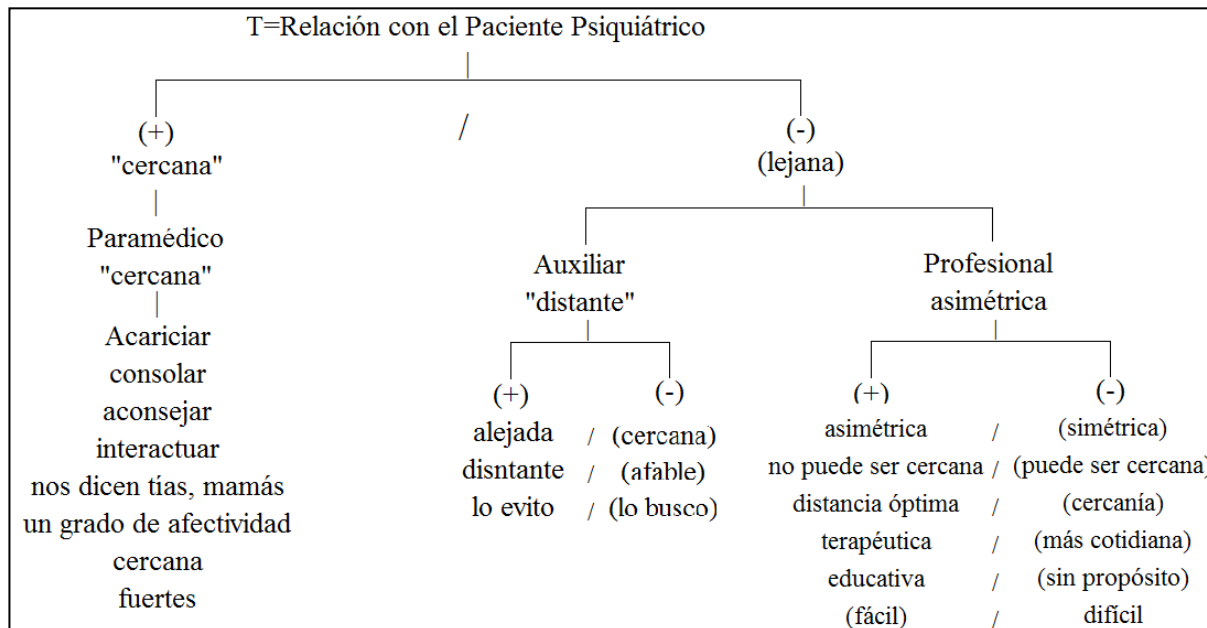 T=Relación con el Paciente Psiquiátrico
(+) / (-)
"cercana" (lejana)
Paramédico
"cercana"
Acariciar
consolar
aconsejar
interactuar
nos dicen tías, mamás
un grado de afectividad
cercana
fuertes
Auxiliar
"distante"
(+) (-)
alejada / (cercana)
disntante / (afable)
lo evito / (lo busco)
Profesional
asimétrica
(+) (-)
asimétrica / (simétrica)
no puede ser cercana / (puede ser cercana)
distancia óptima / (cercanía)
terapéutica / (más cotidiana)
educativa / (sin propósito)
(fácil) / difícil